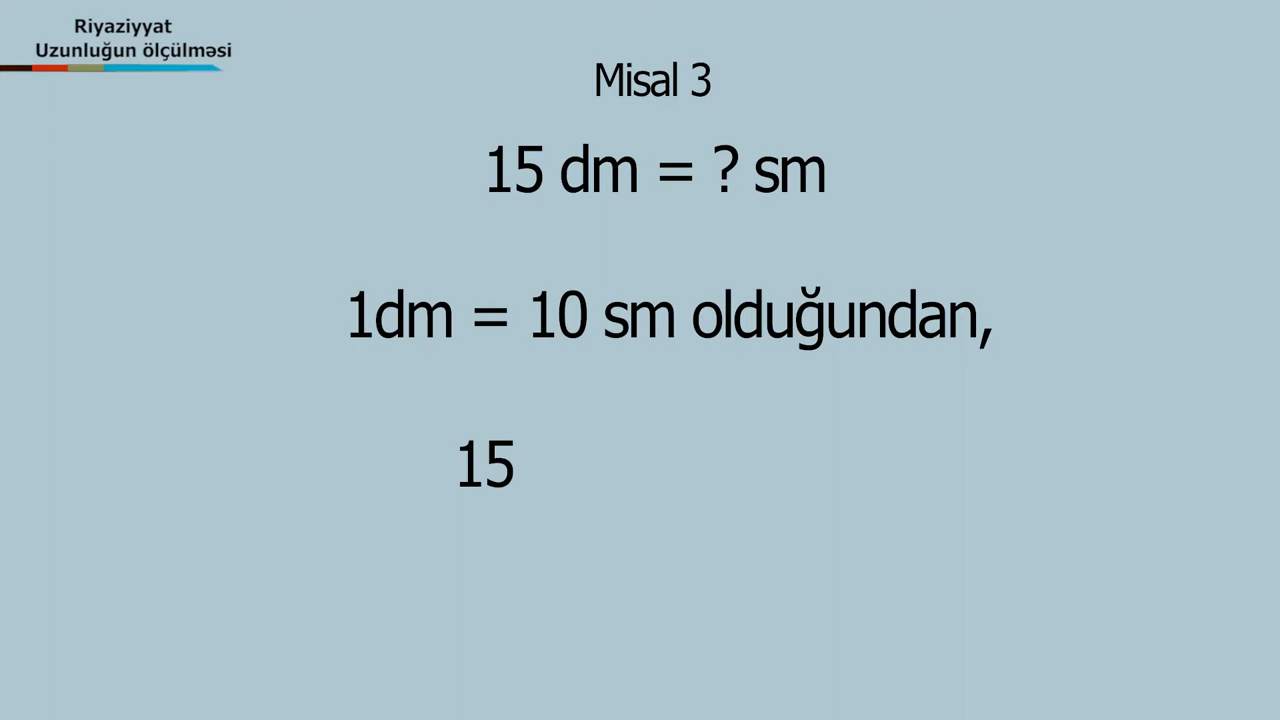 Riyaziyyat
Uzunluğun ölçülməsi
Misal 3
15 dm = ? sm
1dm = 10 sm olduğundan,
15